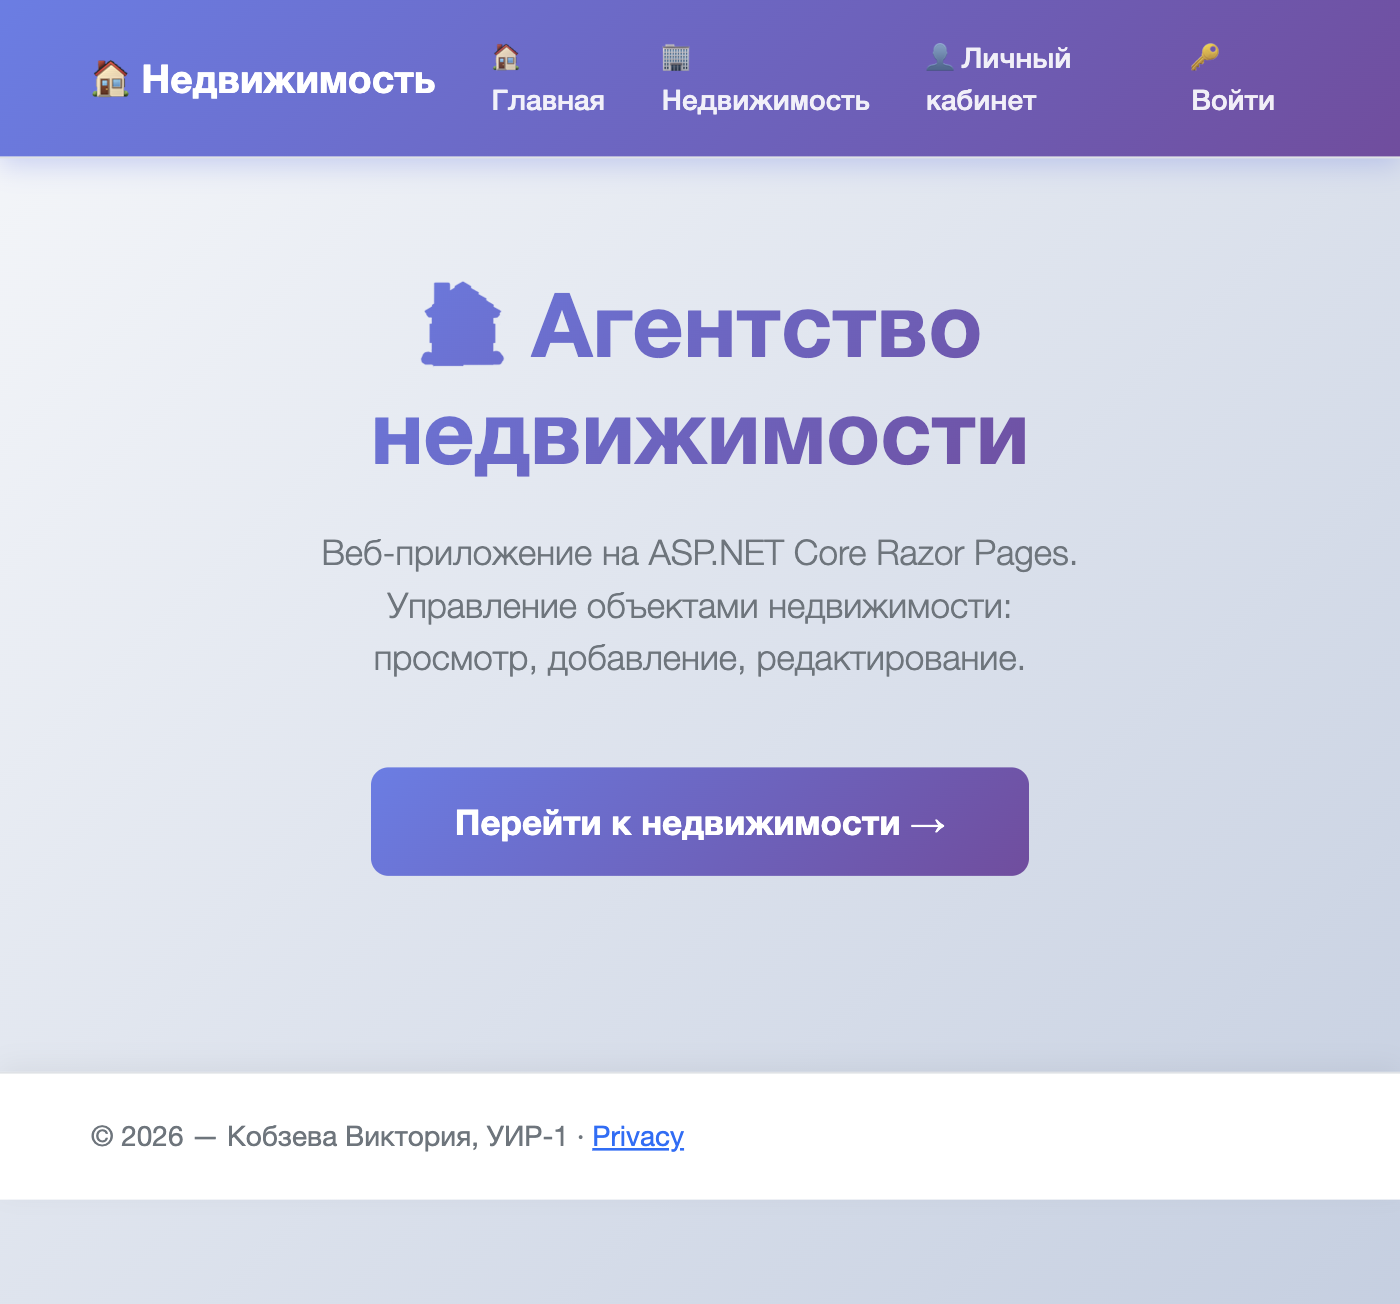 🏠 Недвижимость
🏠 Главная
🏢 Недвижимость
👤 Личный кабинет
🔑 Войти
🏠 Агентство
недвижимости
Веб-приложение на ASP.NET Core Razor Pages.
Управление объектами недвижимости:
просмотр, добавление, редактирование.
Перейти к недвижимости →
© 2026 — Кобзева Виктория, УИР-1 · Privacy